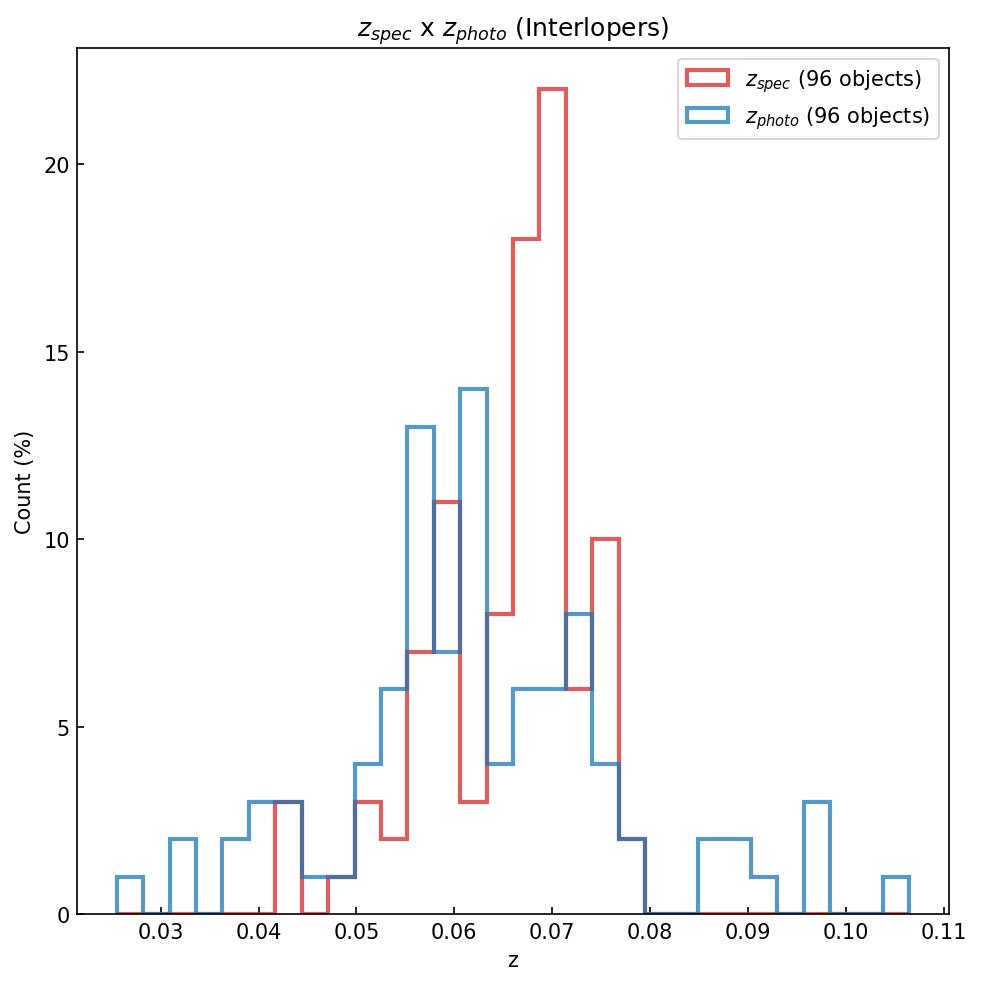 z_spec x z_photo (Interlopers)
z_spec (96 objects)
z_photo (96 objects)
Count (%)
20
15
10
5
0
0.03 0.04 0.05 0.06 0.07 0.08 0.09 0.10 0.11
z